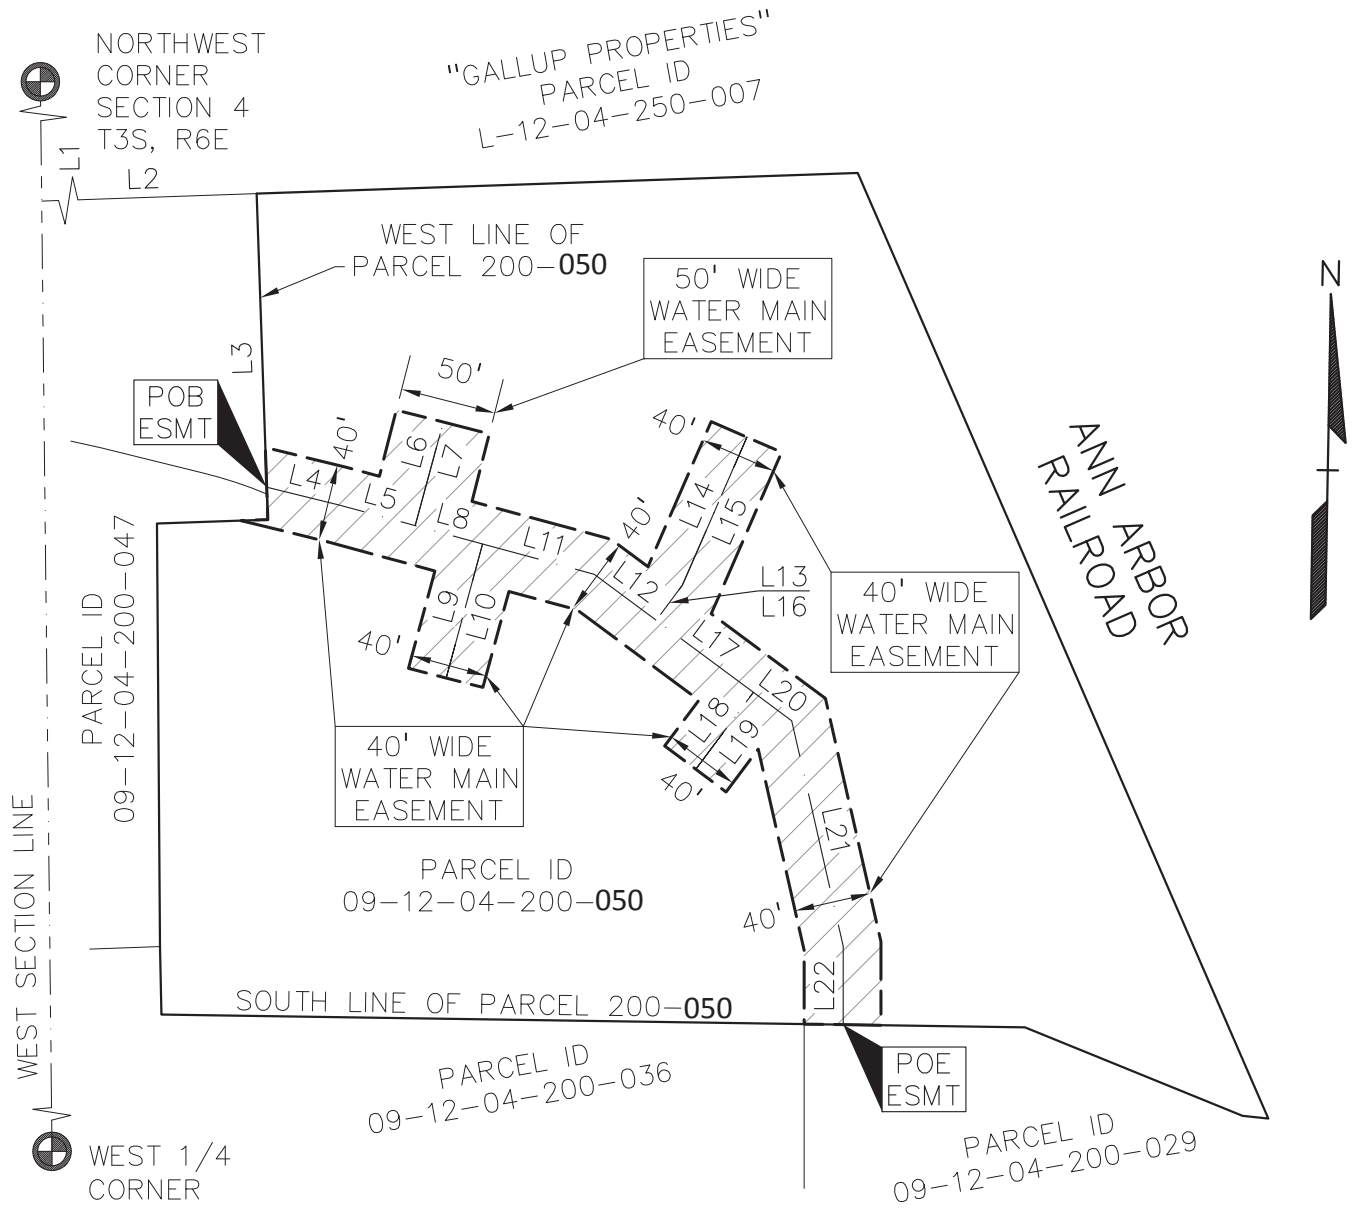 NORTHWEST
CORNER
SECTION 4
T3S, R6E
"GALLUP PROPERTIES"
PARCEL ID
L-12-04-250-007
L1
L2
WEST LINE OF
PARCEL 200-050
50' WIDE
WATER MAIN
EASEMENT
N
L3
50'
POB
ESMT
40'
L4
L5
L6
L7
L8
L9
L10
L11
40'
L12
40'
L14
L15
L13
L16
ANN ARBOR
RAILROAD
40' WIDE
WATER MAIN
EASEMENT
PARCEL ID
09-12-04-200-047
40'
L17
L20
L18
L19
40'
40' WIDE
WATER MAIN
EASEMENT
L21
PARCEL ID
09-12-04-200-050
40'
L22
WEST SECTION LINE
SOUTH LINE OF PARCEL 200-050
POE
ESMT
PARCEL ID
09-12-04-200-036
PARCEL ID
09-12-04-200-029
WEST 1/4
CORNER